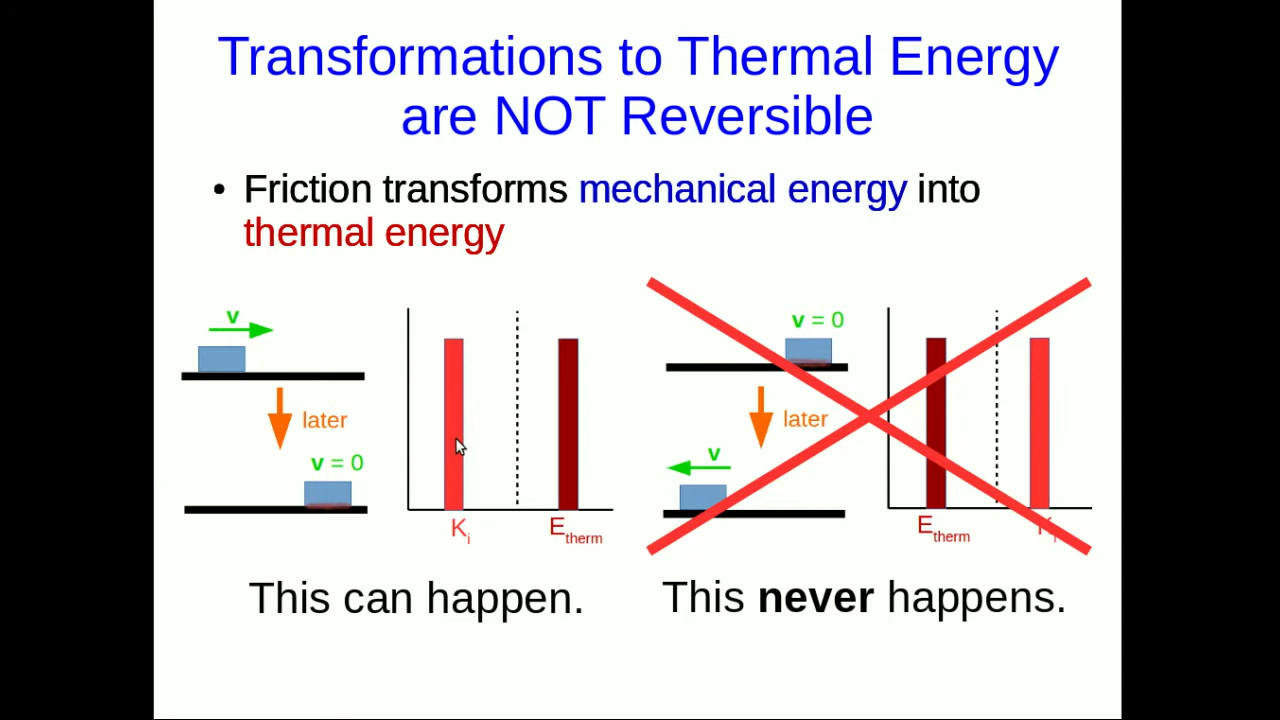 Transformations to Thermal Energy
are NOT Reversible
• Friction transforms mechanical energy into
thermal energy
v
later
v = 0
K i
E therm
This can happen.
v = 0
later
v
E therm
This never happens.